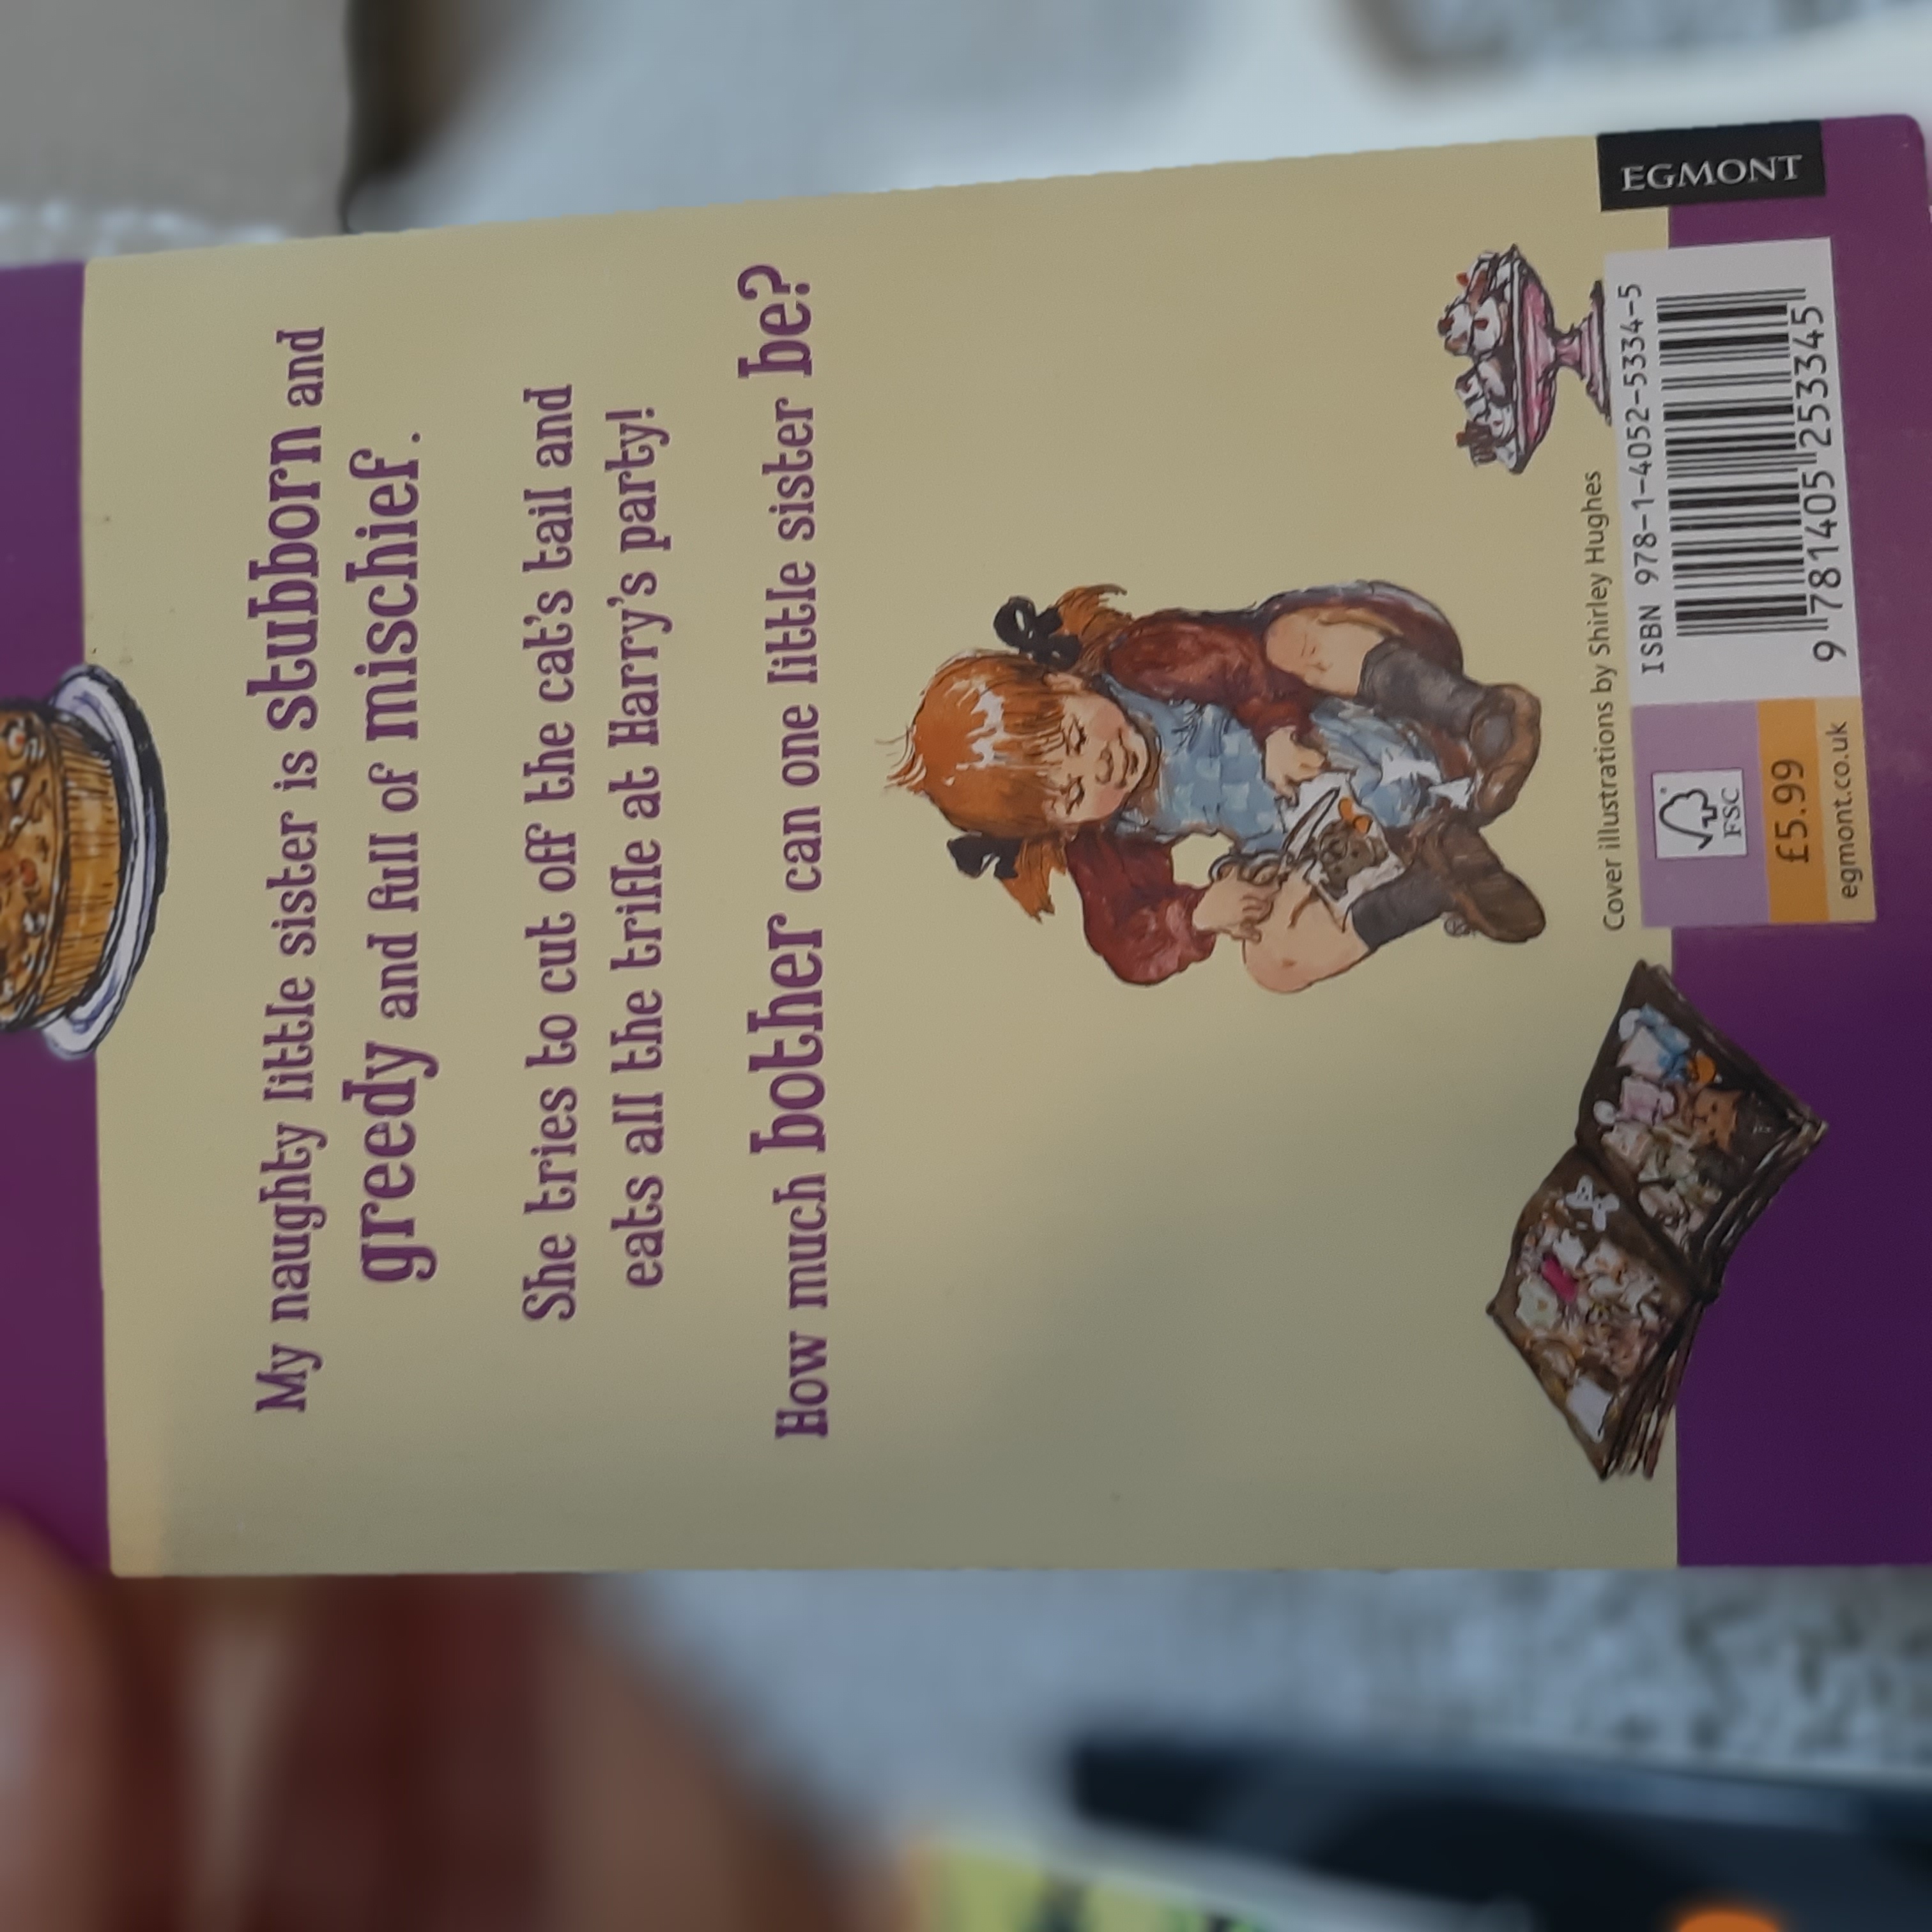 My naughty little sister is stubborn and
greedy and full of mischief.
She tries to cut off the cat's tail and
eats all the trifle at Harry's party!
How much bother can one little sister be?
Cover illustrations by Shirley Hughes
ISBN 978-1-4052-5334-5
9 781405 253345
FSC
£5.99
egmont.co.uk
EGMONT